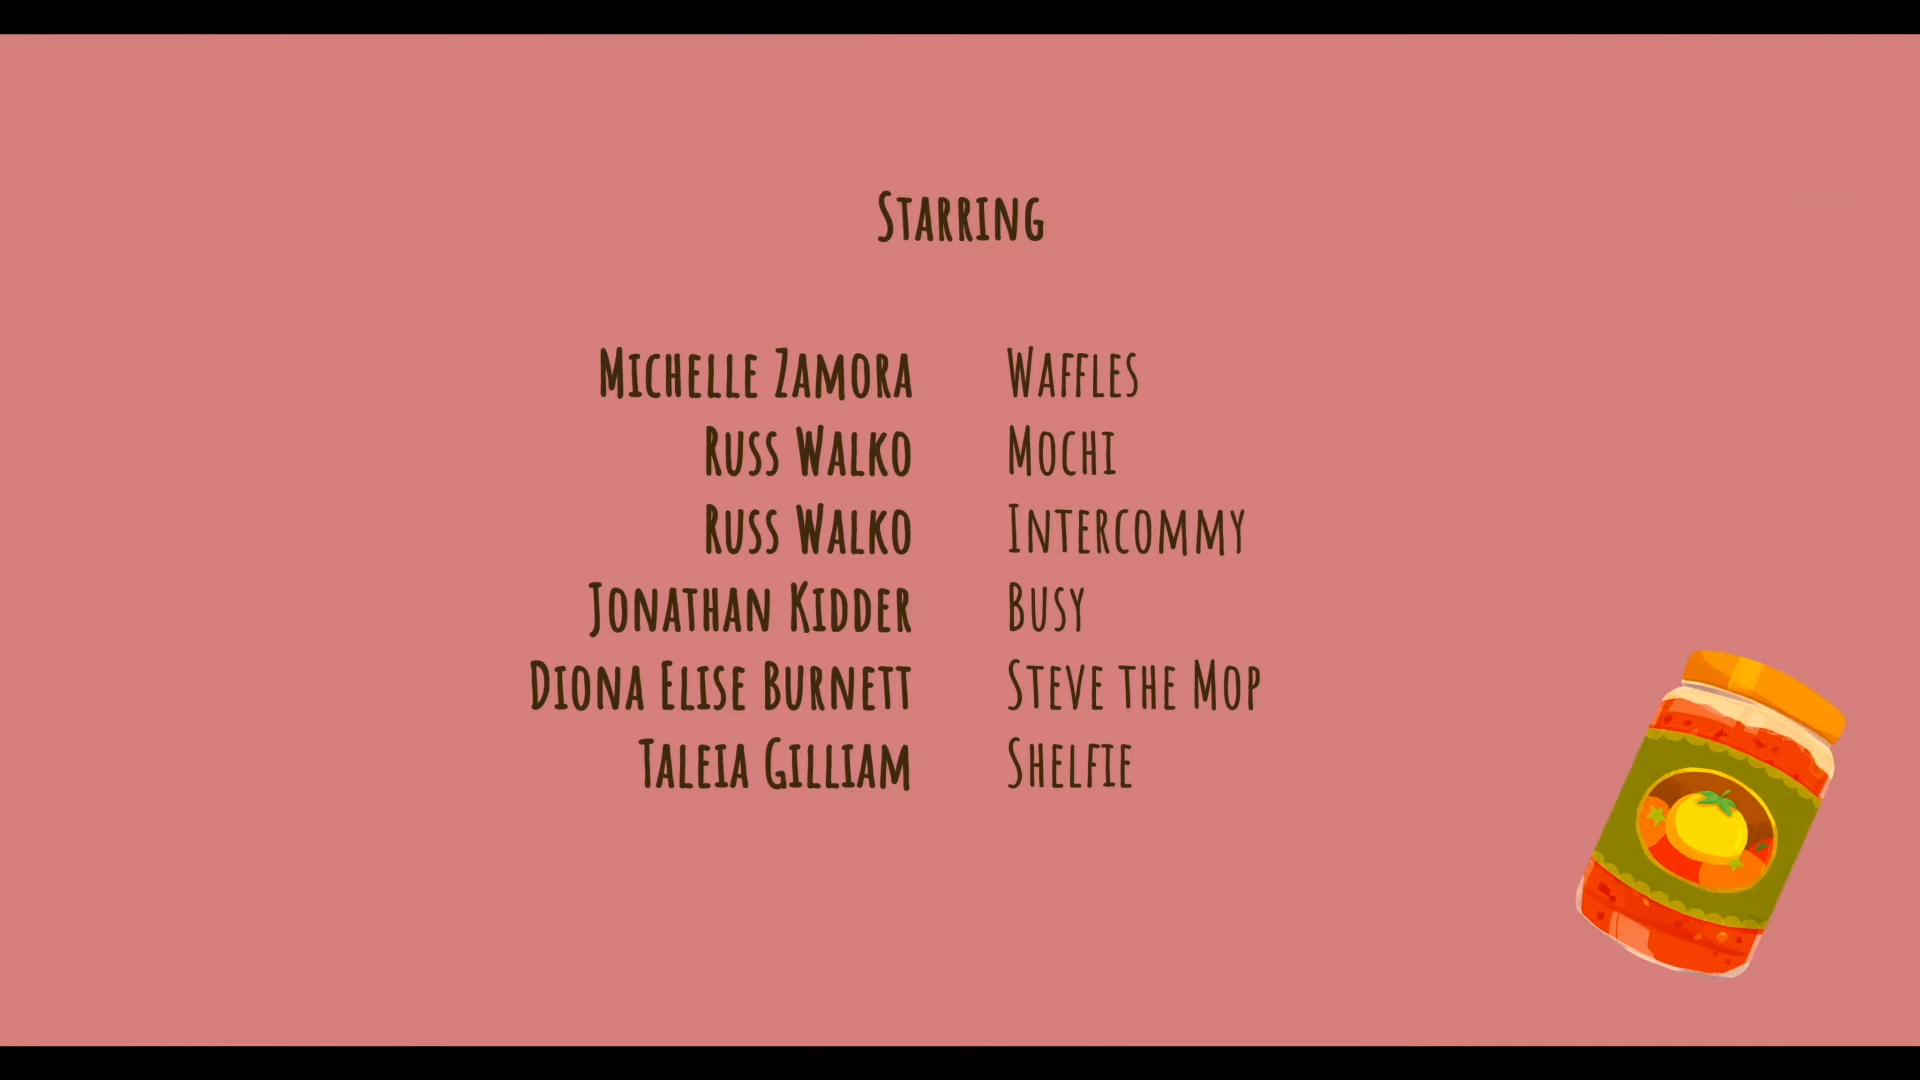 Starring
Michelle Zamora Waffles
Russ Walko Mochi
Russ Walko Intercommy
Jonathan Kidder Busy
Diona Elise Burnett Steve the Mop
Taleia Gilliam Shelfie